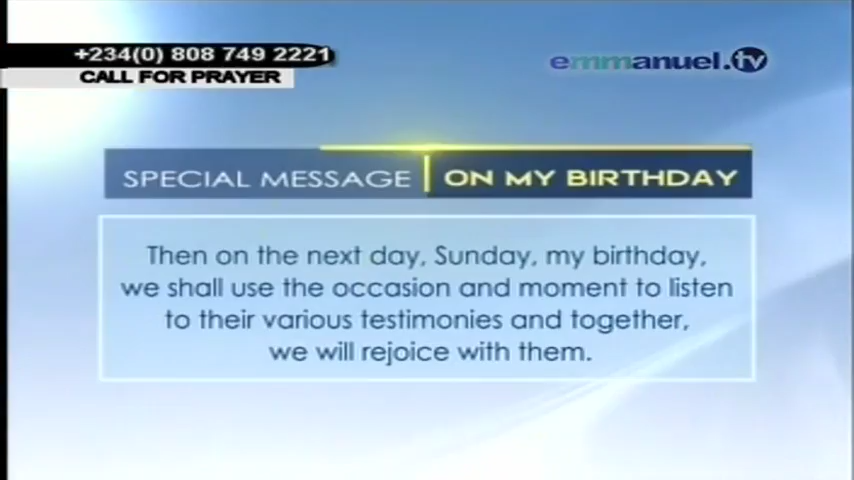 +234(0) 808 749 2221
CALL FOR PRAYER
emmanuel.tv
SPECIAL MESSAGE
ON MY BIRTHDAY
Then on the next day, Sunday, my birthday,
we shall use the occasion and moment to listen
to their various testimonies and together,
we will rejoice with them.